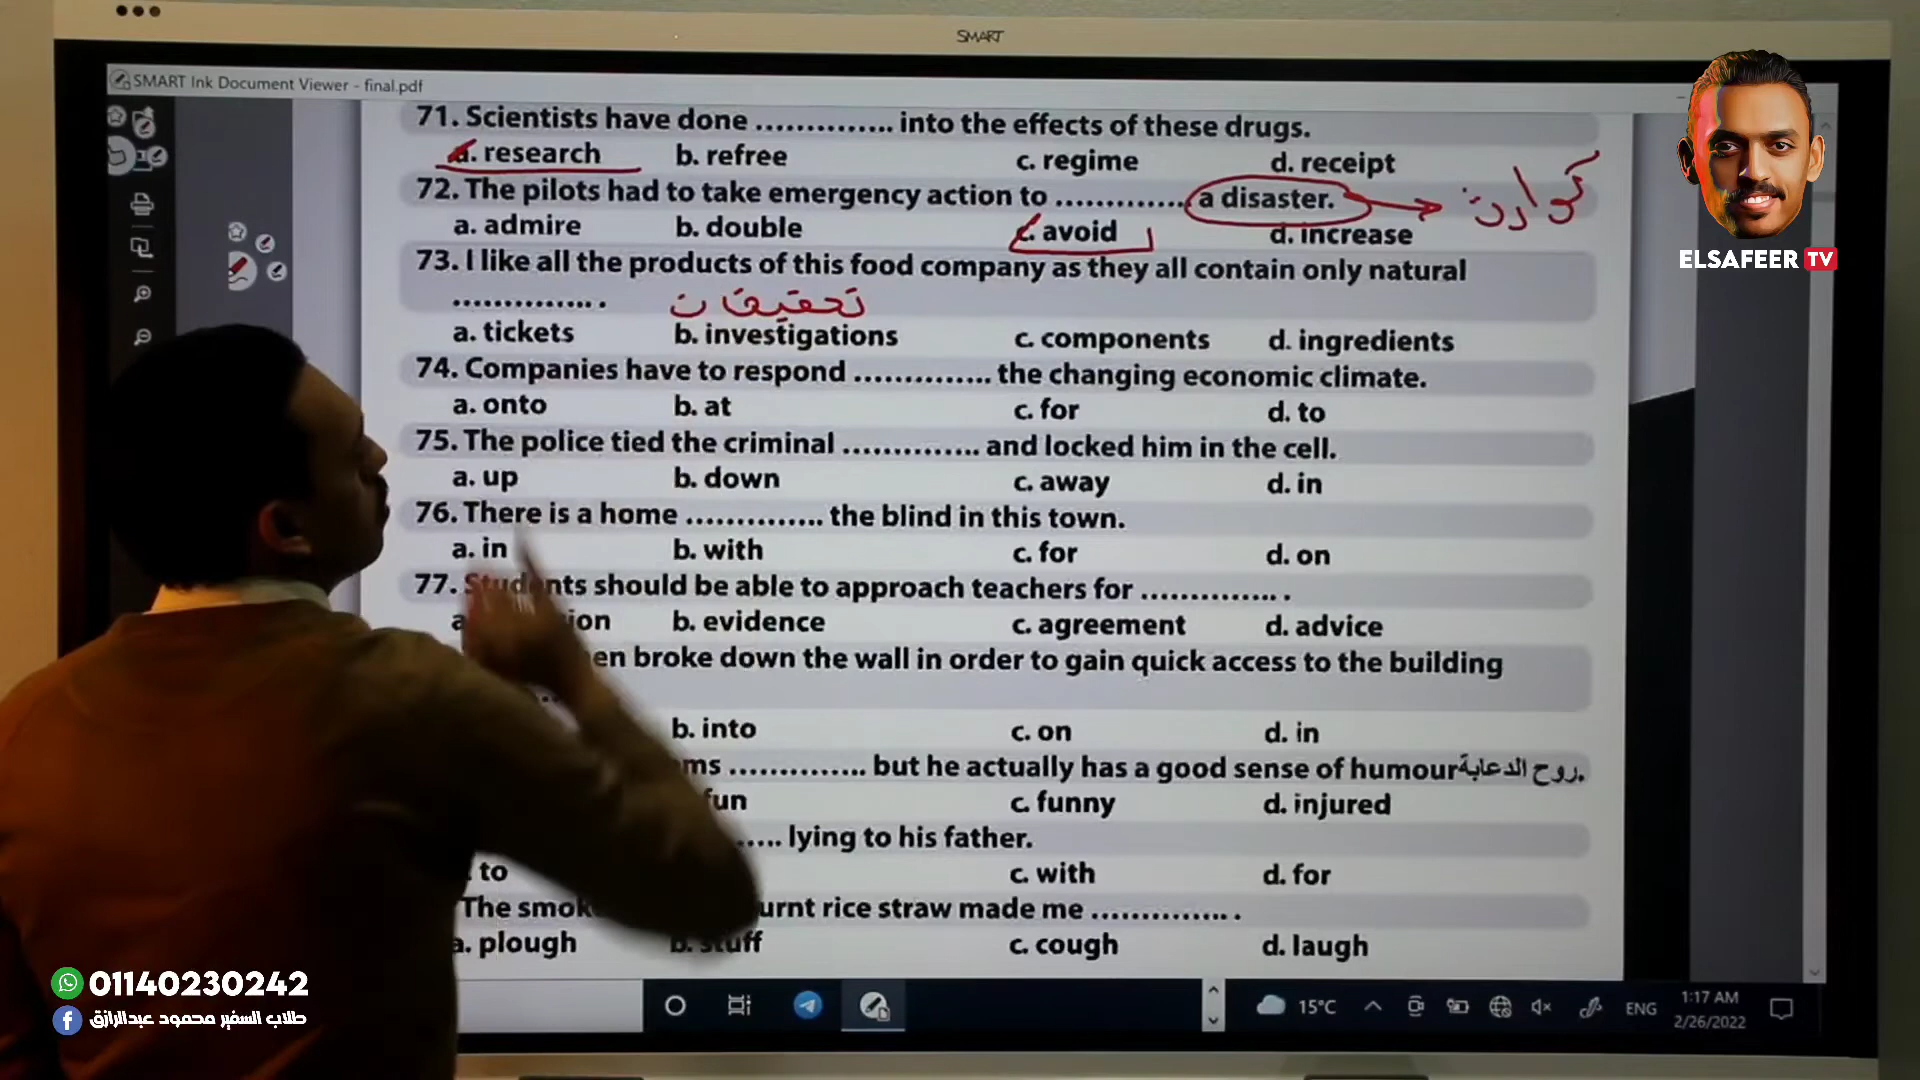 SMART
SMART Ink Document Viewer - final.pdf
71. Scientists have done .............. into the effects of these drugs.
a. research b. refree c. regime d. receipt
72. The pilots had to take emergency action to ............. a disaster. كوارث
a. admire b. double c. avoid d. increase
73. I like all the products of this food company as they all contain only natural
.............. . تحقيقات
a. tickets b. investigations c. components d. ingredients
74. Companies have to respond .............. the changing economic climate.
a. onto b. at c. for d. to
75. The police tied the criminal .............. and locked him in the cell.
a. up b. down c. away d. in
76. There is a home .............. the blind in this town.
a. in b. with c. for d. on
77. Students should be able to approach teachers for .............. .
b. evidence c. agreement d. advice
broke down the wall in order to gain quick access to the building
b. into c. on d. in
.............. but he actually has a good sense of humour روح الدعابة.
fun c. funny d. injured
..... lying to his father.
to c. with d. for
The rice straw made me .............. .
a. plough b. stuff c. cough d. laugh
ELSAFEER TV
01140230242
طلاب السفير محمود عبدالرازق
15°C ENG 1:17 AM
2/26/2022